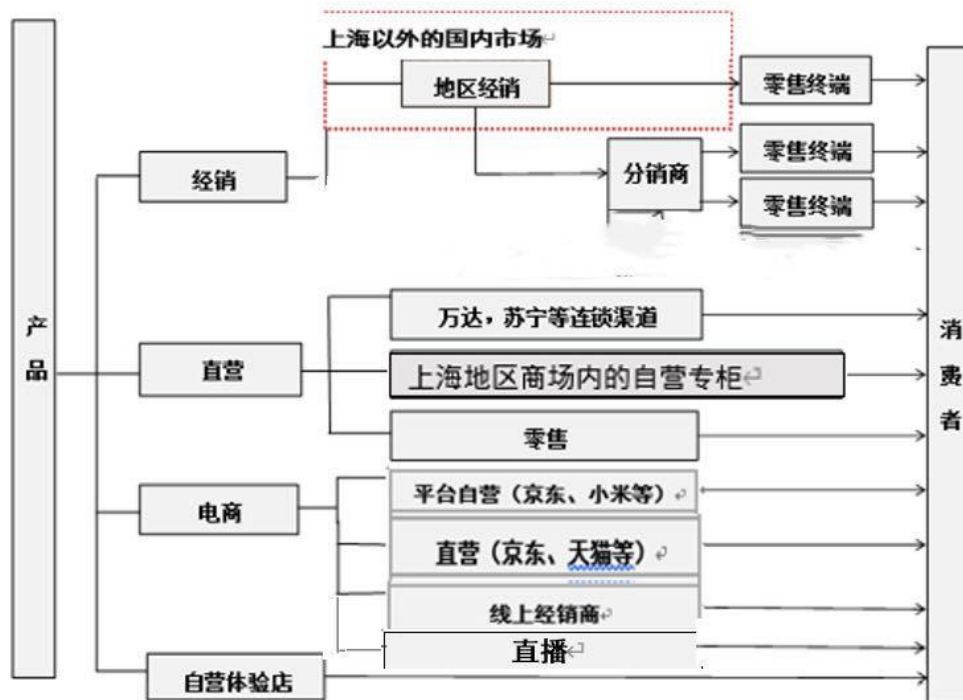 上海以外的国内市场
地区经销
零售终端
经销
分销商
零售终端
零售终端
产品
万达，苏宁等连锁渠道
直营
上海地区商场内的自营专柜
零售
消费者
电商
平台自营（京东、小米等）
直营（京东、天猫等）
线上经销商
直播
自营体验店